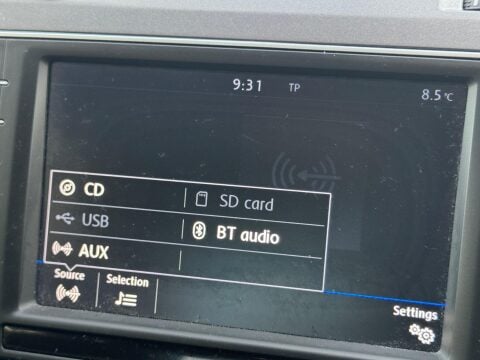 9:31 TP 8.5 °C
CD SD card
USB BT audio
AUX
Source Selection Settings